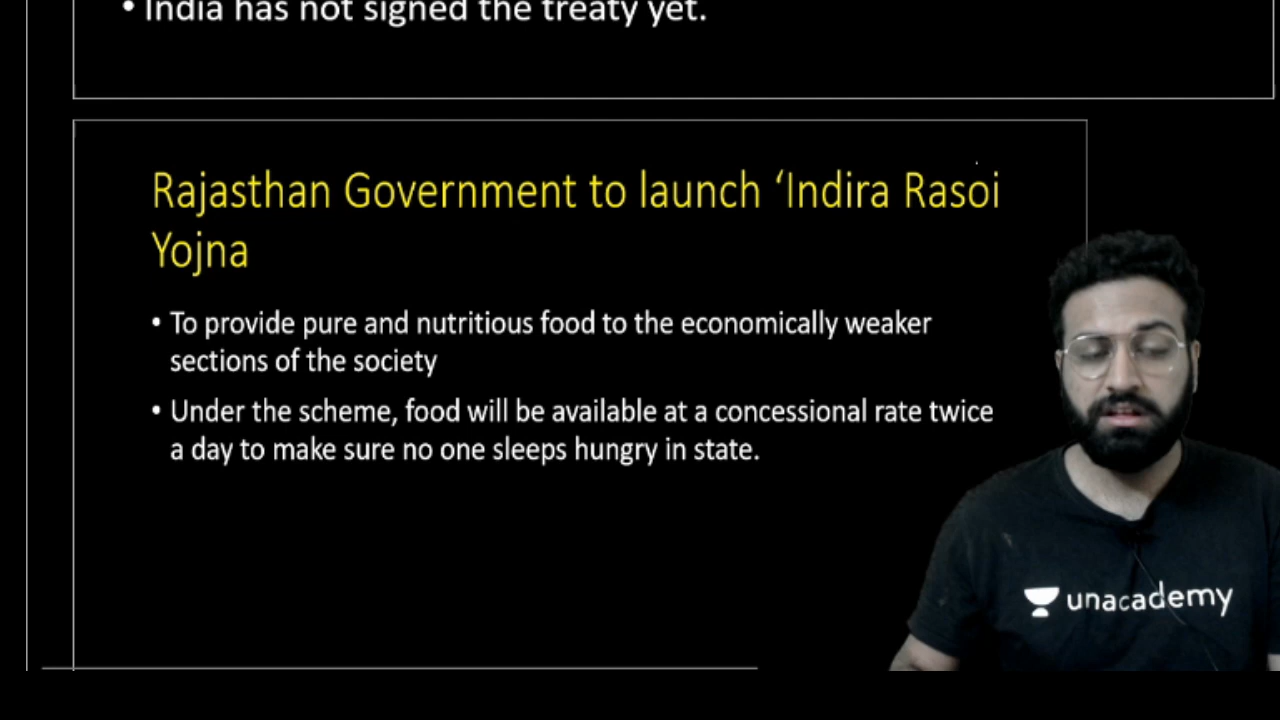 • India has not signed the treaty yet.
Rajasthan Government to launch ‘Indira Rasoi
Yojna
• To provide pure and nutritious food to the economically weaker
sections of the society
• Under the scheme, food will be available at a concessional rate twice
a day to make sure no one sleeps hungry in state.
unacademy